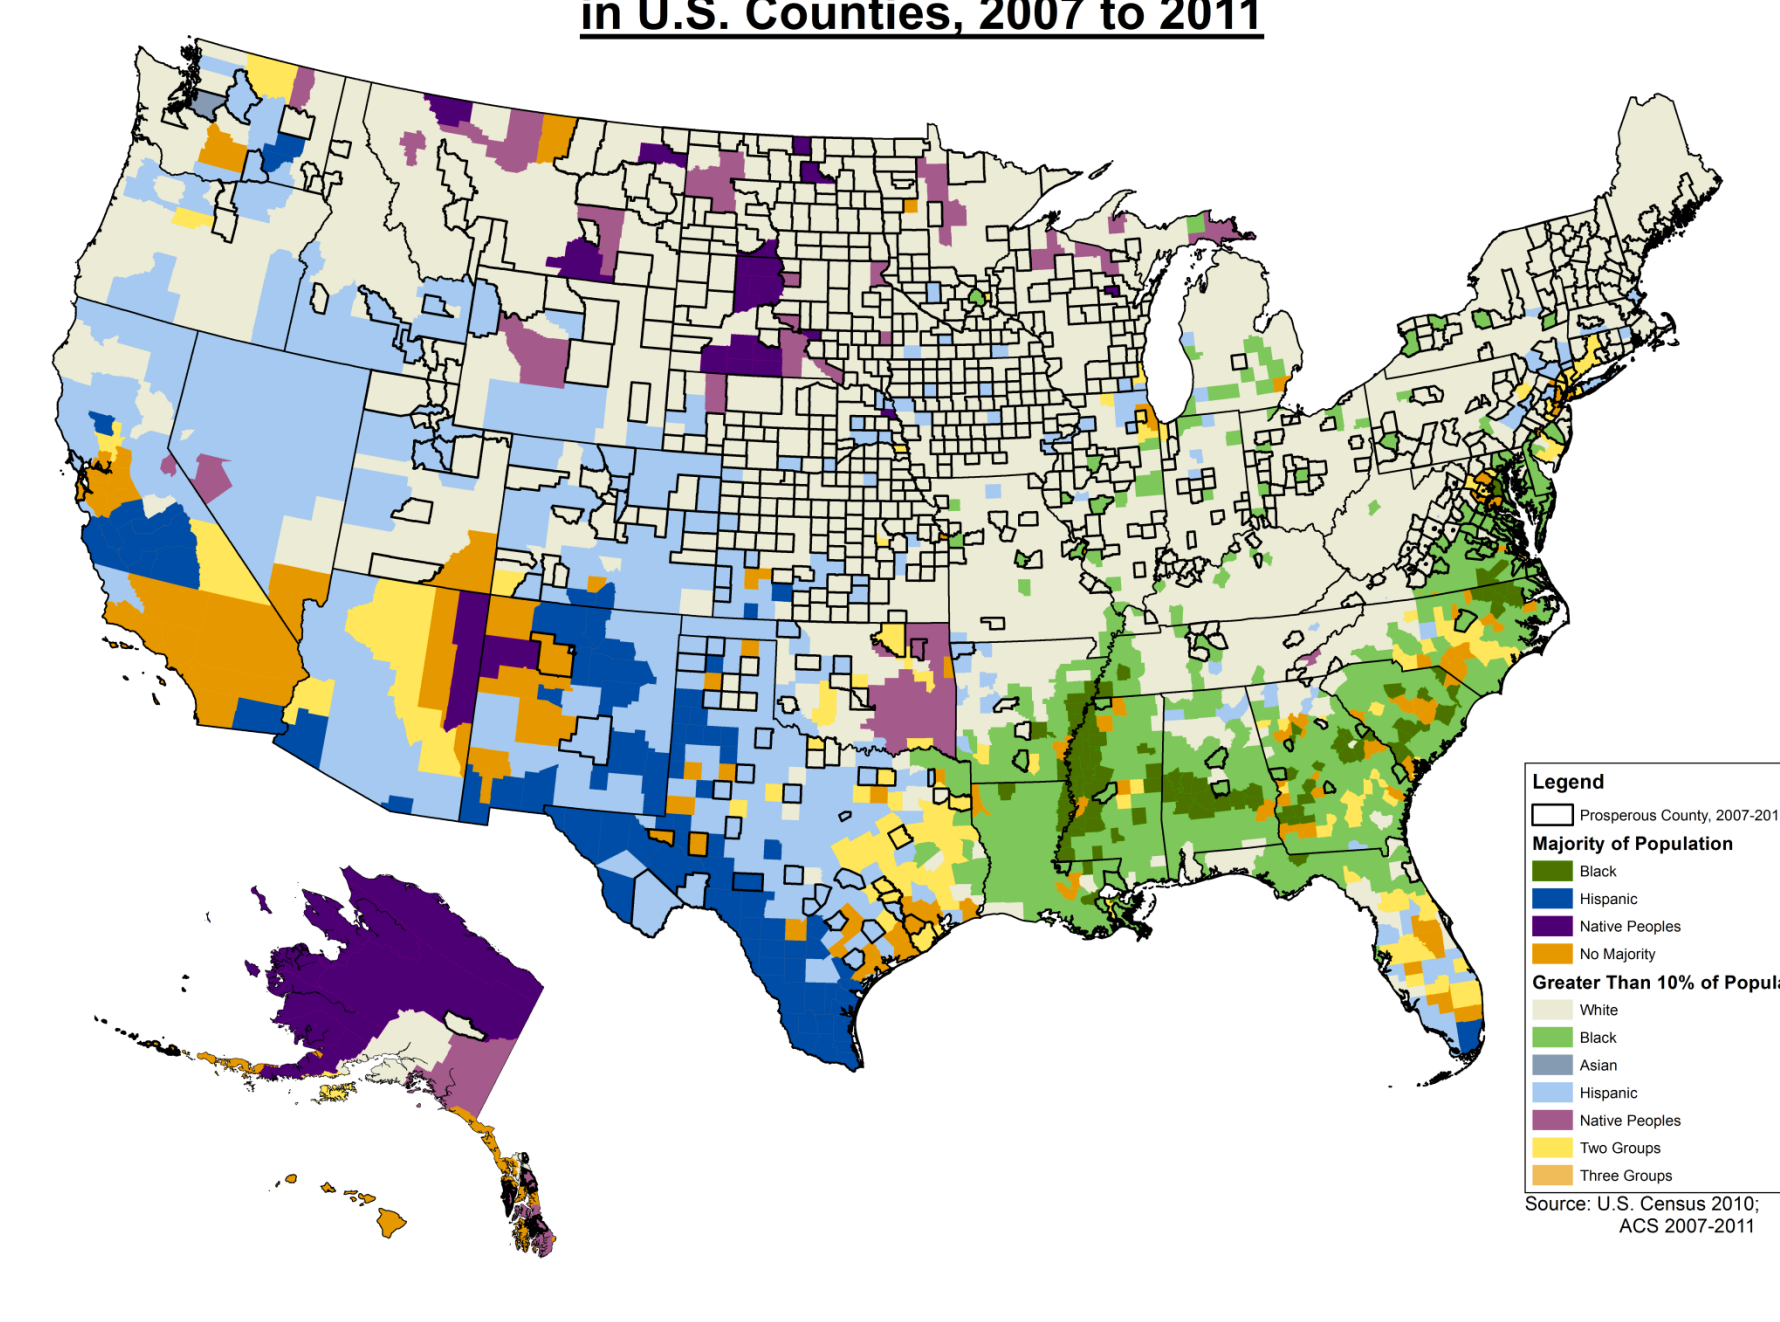 in U.S. Counties, 2007 to 2011
Legend
Prosperous County, 2007-201
Majority of Population
Black
Hispanic
Native Peoples
No Majority
Greater Than 10% of Popula
White
Black
Asian
Hispanic
Native Peoples
Two Groups
Three Groups
Source: U.S. Census 2010;
ACS 2007-2011